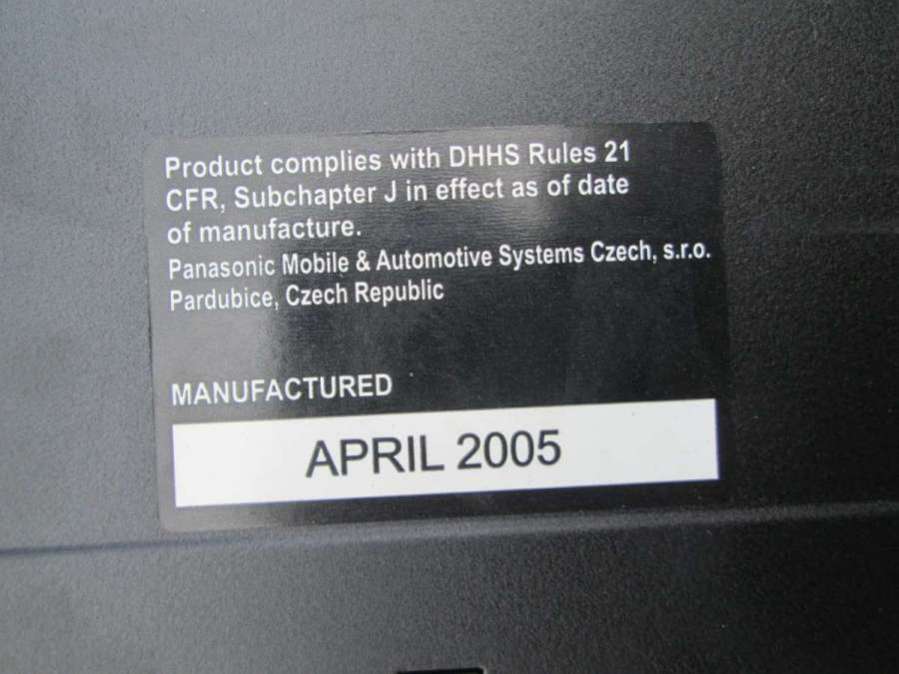 Product complies with DHHS Rules 21
CFR, Subchapter J in effect as of date
of manufacture.
Panasonic Mobile & Automotive Systems Czech, s.r.o.
Pardubice, Czech Republic
MANUFACTURED
APRIL 2005